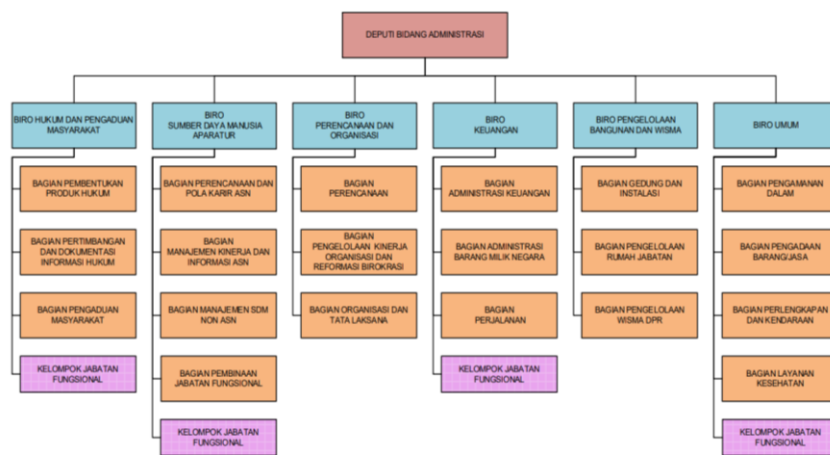 DEPUTI BIDANG ADMINISTRASI
BIRO HUKUM DAN PENGADUAN
MASYARAKAT
BAGIAN PEMBENTUKAN
PRODUK HUKUM
BAGIAN PERTIMBANGAN
DAN DOKUMENTASI
INFORMASI HUKUM
BAGIAN PENGADUAN
MASYARAKAT
KELOMPOK JABATAN
FUNGSIONAL
BIRO
SUMBER DAYA MANUSIA
APARATUR
BAGIAN PERENCANAAN DAN
POLA KARIR ASN
BAGIAN
MANAJEMEN KINERJA DAN
INFORMASI ASN
BAGIAN MANAJEMEN SDM
NON ASN
BAGIAN PEMBINAAN
JABATAN FUNGSIONAL
KELOMPOK JABATAN
FUNGSIONAL
BIRO
PERENCANAAN DAN
ORGANISASI
BAGIAN
PERENCANAAN
BAGIAN
PENGELOLAAN KINERJA
ORGANISASI DAN
REFORMASI BIROKRASI
BAGIAN ORGANISASI DAN
TATA LAKSANA
BIRO
KEUANGAN
BAGIAN
ADMINISTRASI KEUANGAN
BAGIAN ADMINISTRASI
BARANG MILIK NEGARA
BAGIAN
PERJALANAN
KELOMPOK JABATAN
FUNGSIONAL
BIRO PENGELOLAAN
BANGUNAN DAN WISMA
BAGIAN GEDUNG DAN
INSTALASI
BAGIAN PENGELOLAAN
RUMAH JABATAN
BAGIAN PENGELOLAAN
WISMA DPR
BIRO UMUM
BAGIAN PENGAMANAN
DALAM
BAGIAN PENGADAAN
BARANG/JASA
BAGIAN PERLENGKAPAN
DAN KENDARAAN
BAGIAN LAYANAN
KESEHATAN
KELOMPOK JABATAN
FUNGSIONAL